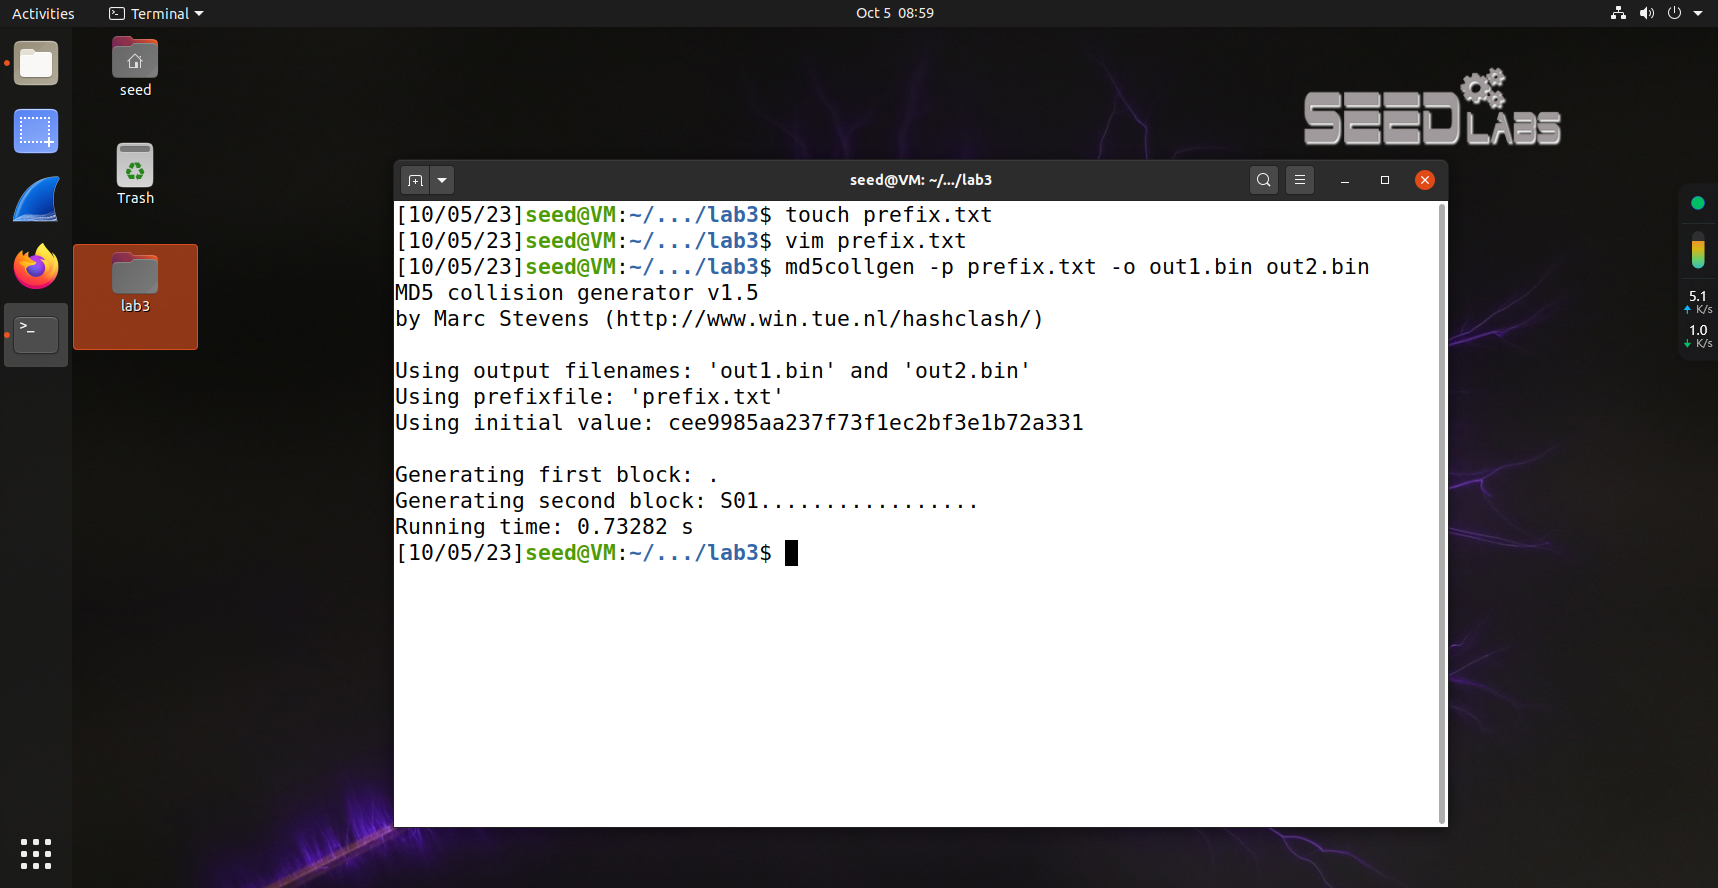 Activities
Terminal
Oct 5 08:59
seed
Trash
lab3
SEED LABS
seed@VM: ~/.../lab3
[10/05/23]seed@VM:~/.../lab3$ touch prefix.txt
[10/05/23]seed@VM:~/.../lab3$ vim prefix.txt
[10/05/23]seed@VM:~/.../lab3$ md5collgen -p prefix.txt -o out1.bin out2.bin
MD5 collision generator v1.5
by Marc Stevens (http://www.win.tue.nl/hashclash/)
Using output filenames: 'out1.bin' and 'out2.bin'
Using prefixfile: 'prefix.txt'
Using initial value: cee9985aa237f73f1ec2bf3e1b72a331
Generating first block: .
Generating second block: S01.................
Running time: 0.73282 s
[10/05/23]seed@VM:~/.../lab3$
5.1
K/s
1.0
K/s